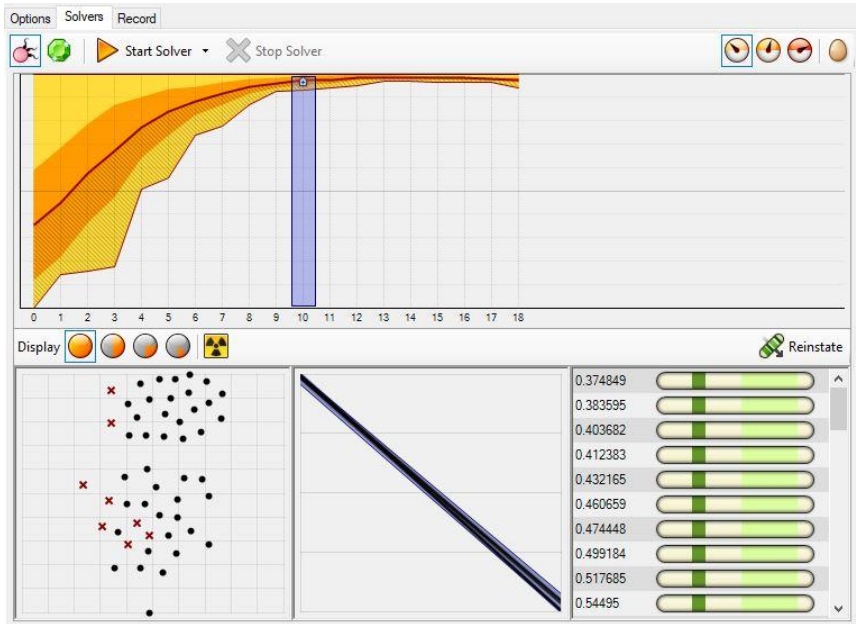 Options Solvers Record
Start Solver Stop Solver
0 1 2 3 4 5 6 7 8 9 10 11 12 13 14 15 16 17 18
Display Reinstate
0.374849
0.383595
0.403682
0.412383
0.432165
0.460659
0.474448
0.499184
0.517685
0.54495